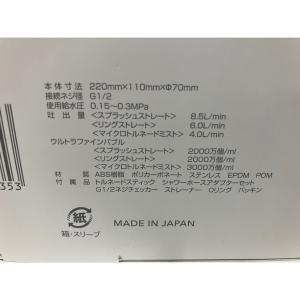 本体寸法 220mm×110mm×Φ70mm
接続ネジ径 G1/2
使用給水圧 0.15〜0.3MPa
吐出量 <スプラッシュストレート> 8.5L/min
<リングストレート> 6.0L/min
<マイクロトルネードミスト> 4.0L/min
ウルトラファインバブル
<スプラッシュストレート> 2000万個/ml
<リングストレート> 2000万個/ml
<マイクロトルネードミスト> 3000万個/ml
材質 ABS樹脂 ポリカーボネート ステンレス EPDM POM
付属品 トルネードスティック シャワーホースアダプターセット
G1/2ネジチェッカー ストレーナー Oリング パッキン
353
紙
箱・スリーブ
MADE IN JAPAN